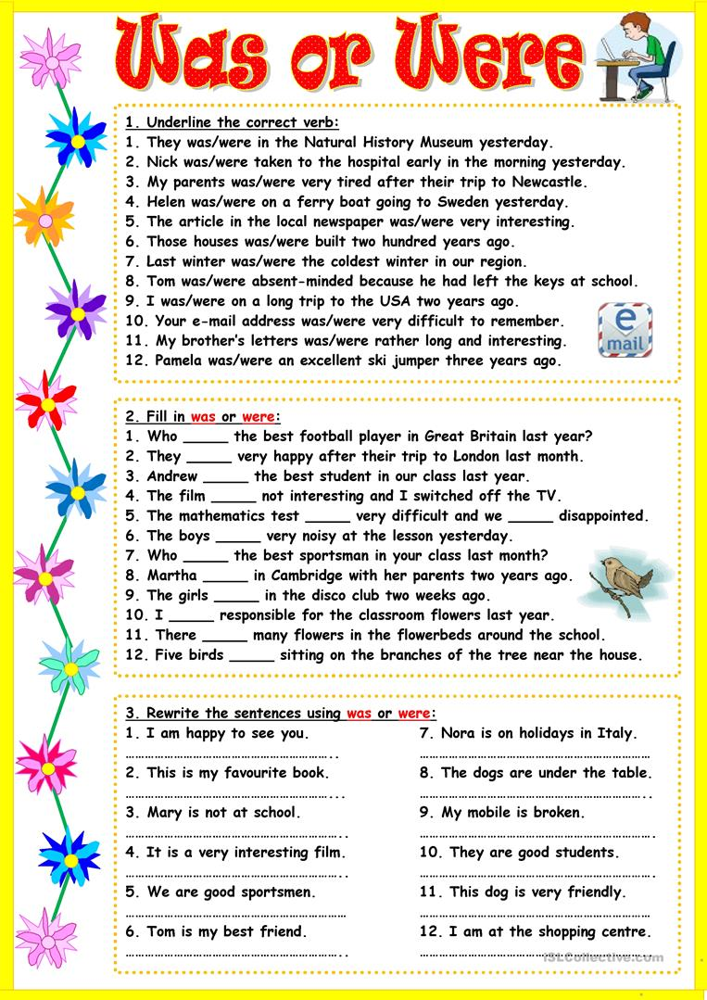 Was or Were
1. Underline the correct verb:
1. They was/were in the Natural History Museum yesterday.
2. Nick was/were taken to the hospital early in the morning yesterday.
3. My parents was/were very tired after their trip to Newcastle.
4. Helen was/were on a ferry boat going to Sweden yesterday.
5. The article in the local newspaper was/were very interesting.
6. Those houses was/were built two hundred years ago.
7. Last winter was/were the coldest winter in our region.
8. Tom was/were absent-minded because he had left the keys at school.
9. I was/were on a long trip to the USA two years ago.
10. Your e-mail address was/were very difficult to remember.
11. My brother's letters was/were rather long and interesting.
12. Pamela was/were an excellent ski jumper three years ago.
e
mail
2. Fill in was or were:
1. Who _____ the best football player in Great Britain last year?
2. They _____ very happy after their trip to London last month.
3. Andrew _____ the best student in our class last year.
4. The film _____ not interesting and I switched off the TV.
5. The mathematics test _____ very difficult and we _____ disappointed.
6. The boys _____ very noisy at the lesson yesterday.
7. Who _____ the best sportsman in your class last month?
8. Martha _____ in Cambridge with her parents two years ago.
9. The girls _____ in the disco club two weeks ago.
10. I _____ responsible for the classroom flowers last year.
11. There _____ many flowers in the flowerbeds around the school.
12. Five birds _____ sitting on the branches of the tree near the house.
3. Rewrite the sentences using was or were:
1. I am happy to see you.
2. This is my favourite book.
3. Mary is not at school.
4. It is a very interesting film.
5. We are good sportsmen.
6. Tom is my best friend.
7. Nora is on holidays in Italy.
8. The dogs are under the table.
9. My mobile is broken.
10. They are good students.
11. This dog is very friendly.
12. I am at the shopping centre.
iSLCollective.com